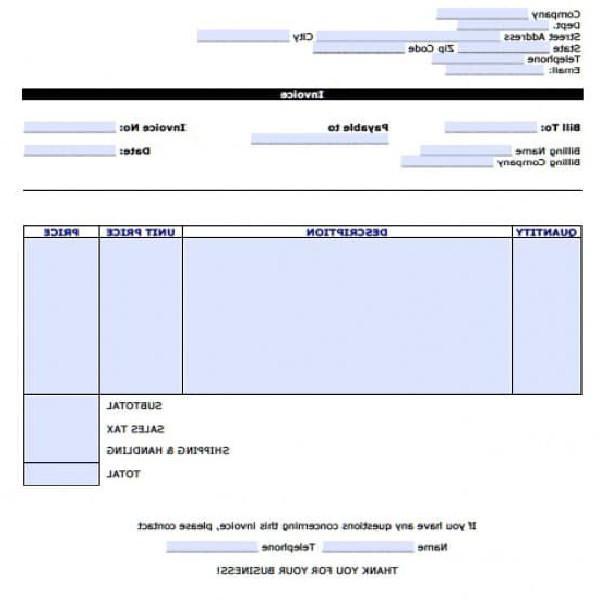 Company
Dept.
Street Address City
State Zip Code
Telephone
Email:
Invoice
Bill To: Payable to Invoice No:
Billing Name Date:
Billing Company
QUANTITY DESCRIPTION UNIT PRICE PRICE
SUBTOTAL
SALES TAX
SHIPPING & HANDLING
TOTAL
If you have any questions concerning this invoice, please contact
Name Telephone
THANK YOU FOR YOUR BUSINESS!